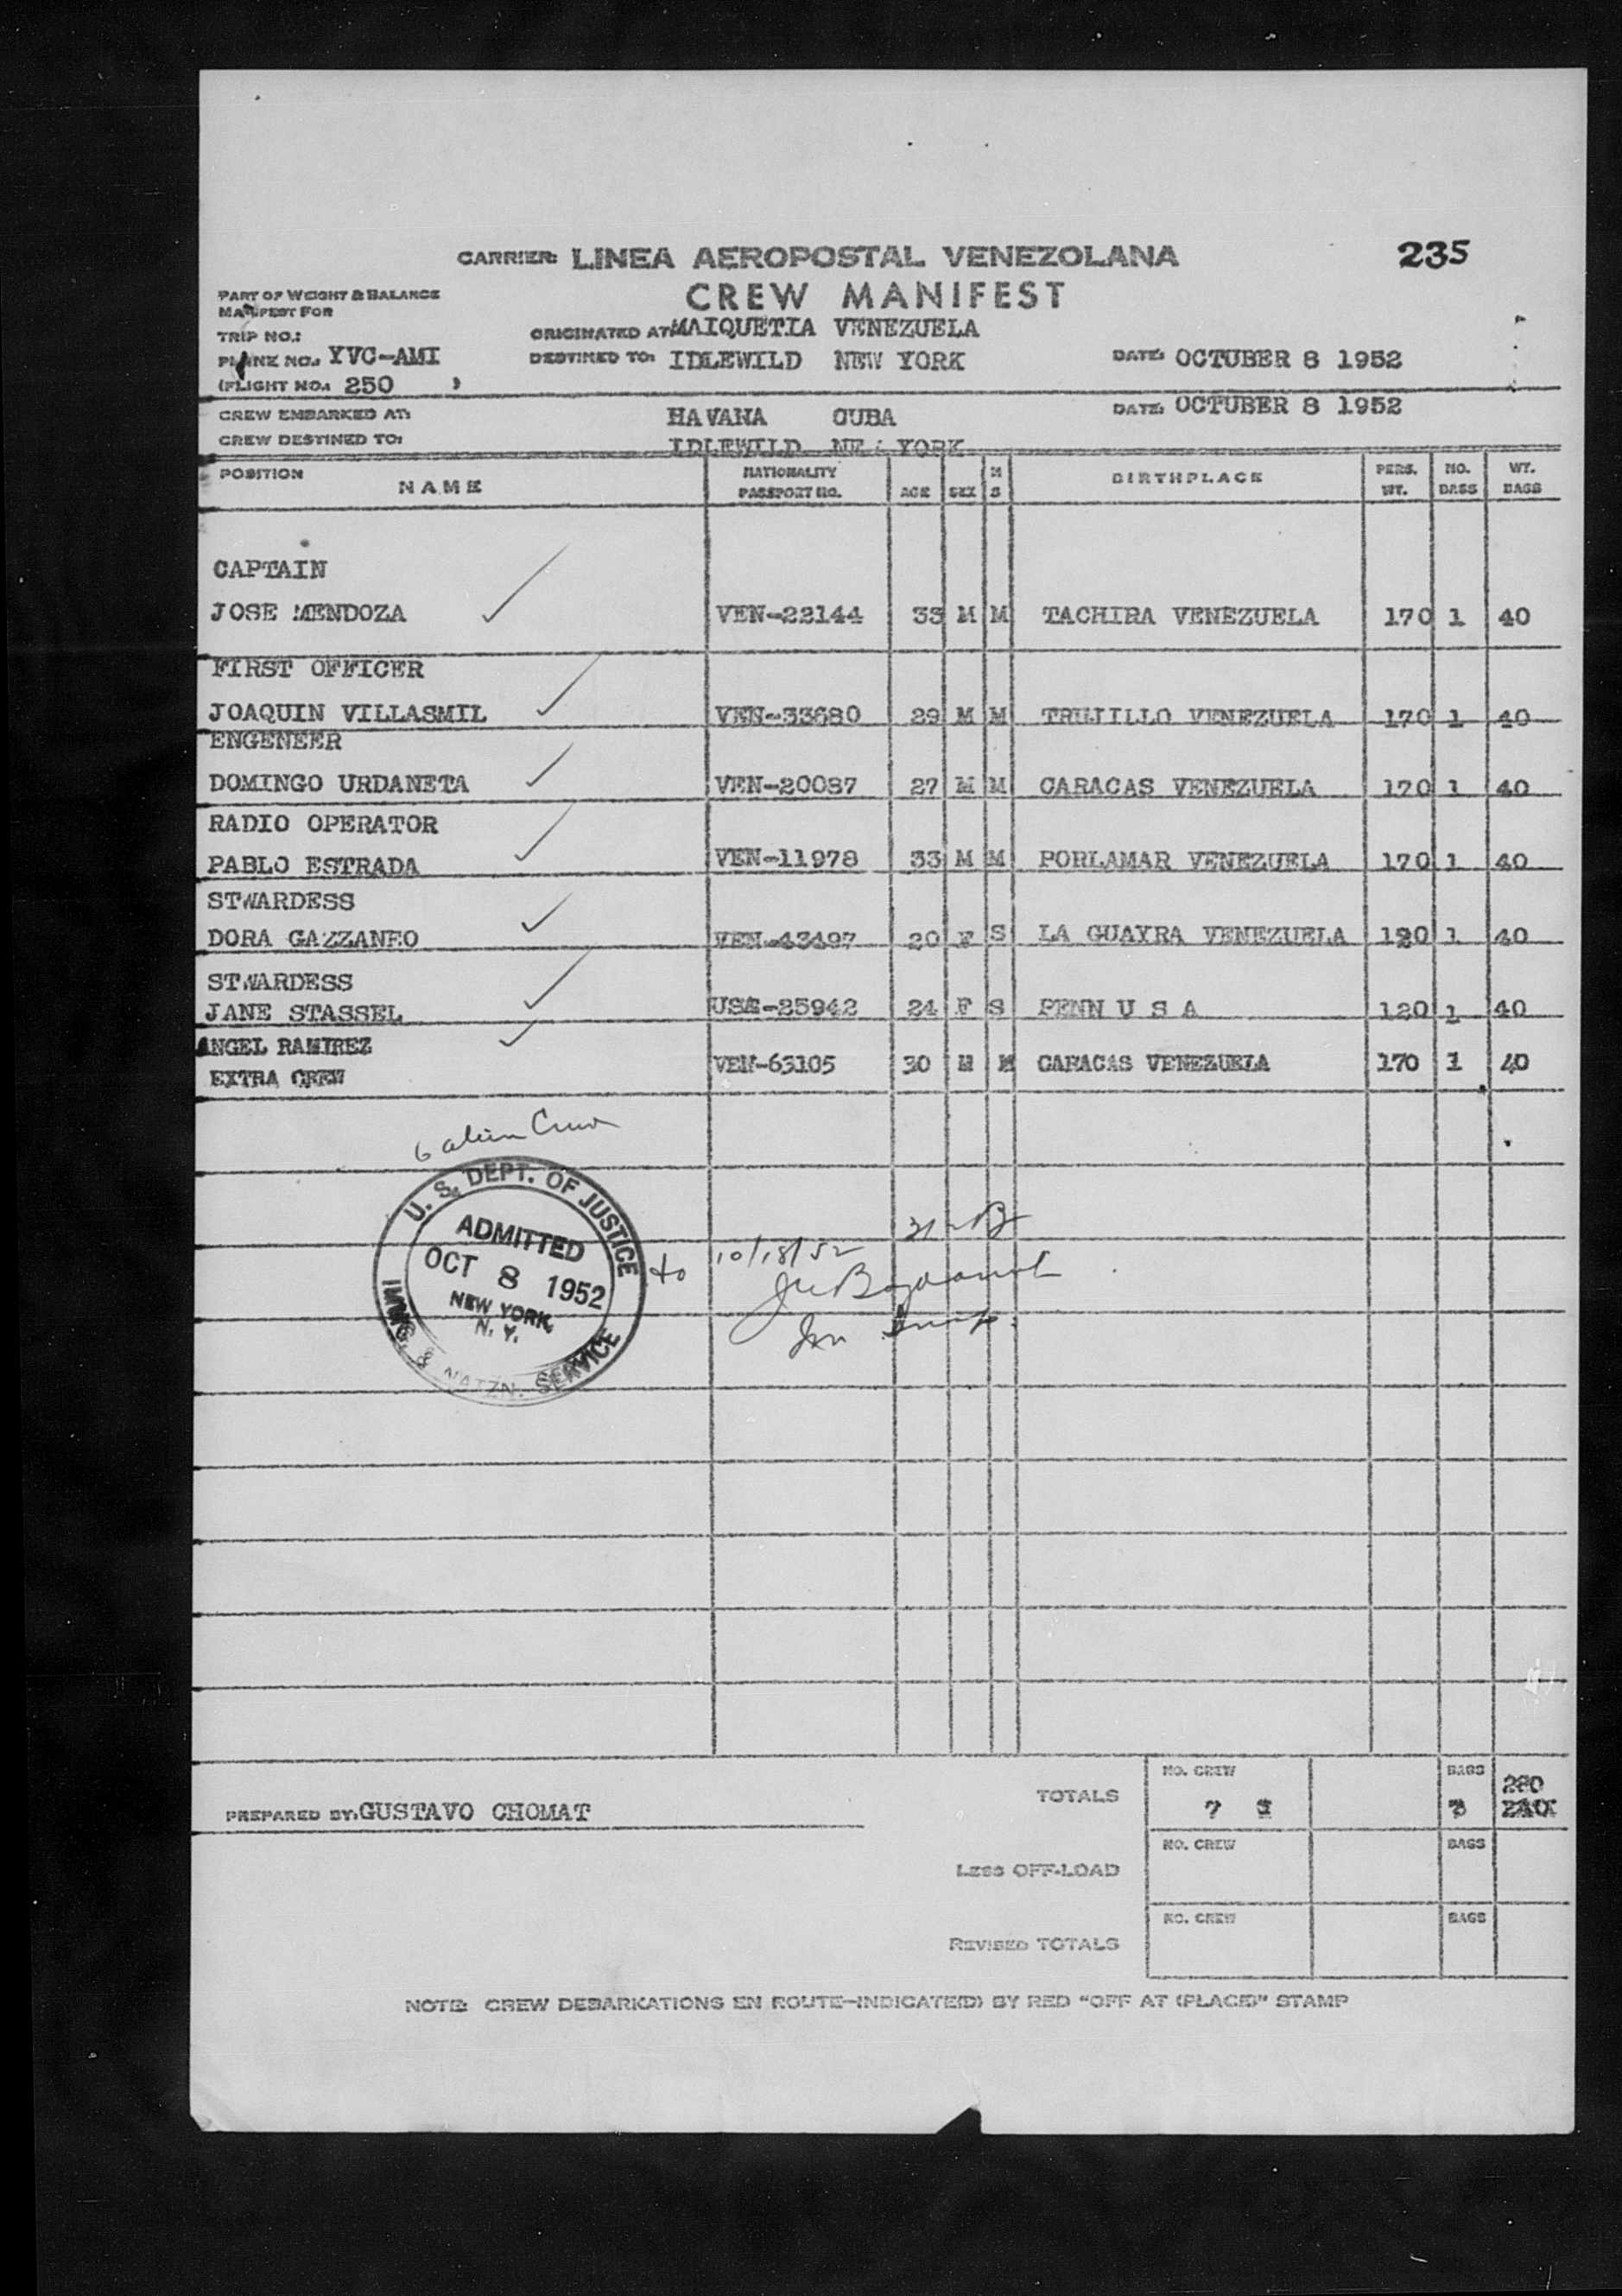 235
CARRIER: LINEA AEROPOSTAL VENEZOLANA
CREW MANIFEST
PART OF WEIGHT & BALANCE
MANIFEST FOR
TRIP NO.:
ORIGINATED AT: MAIQUETIA VENEZUELA
PLANE NO.: YVC-AMI
DESTINED TO: IDLEWILD NEW YORK
DATE: OCTUBER 8 1952
(FLIGHT NO.: 250 )
CREW EMBARKED AT: HAVANA CUBA
DATE: OCTUBER 8 1952
CREW DESTINED TO: IDLEWILD NE YORK
POSITION NAME NATIONALITY PASSPORT NO. AGE SEX M S BIRTHPLACE PERS. WT. NO. BAGS WT. BAGS
CAPTAIN
JOSE MENDOZA VEN-22144 33 M M TACHIRA VENEZUELA 170 1 40
FIRST OFFICER
JOAQUIN VILLASMIL VEN-33680 29 M M TRUJILLO VENEZUELA 170 1 40
ENGENEER
DOMINGO URDANETA VEN-20087 27 M M CARACAS VENEZUELA 170 1 40
RADIO OPERATOR
PABLO ESTRADA VEN-11978 33 M M PORLAMAR VENEZUELA 170 1 40
STWARDESS
DORA GAZZANEO VEN-43497 20 F S LA GUAYRA VENEZUELA 120 1 40
STWARDESS
JANE STASSEL USA-25942 24 F S PENN U S A 120 1 40
ANGEL RAMIREZ
EXTRA CREW VEN-63105 30 M M CARACAS VENEZUELA 170 1 40
6 alien Crew
U. S. DEPT. OF JUSTICE
ADMITTED
OCT 8 1952
NEW YORK,
N. Y.
IMMG. & NATZN. SERVICE
to 10/18/52
TOTALS
NO. CREW
7
BAGS
7
280
PREPARED BY: GUSTAVO CHOMAT
LESS OFF-LOAD
NO. CREW
BAGS
REVISED TOTALS
NO. CREW
BAGS
NOTE: CREW DEBARKATIONS EN ROUTE-INDICATE(D) BY RED "OFF AT (PLACE)" STAMP